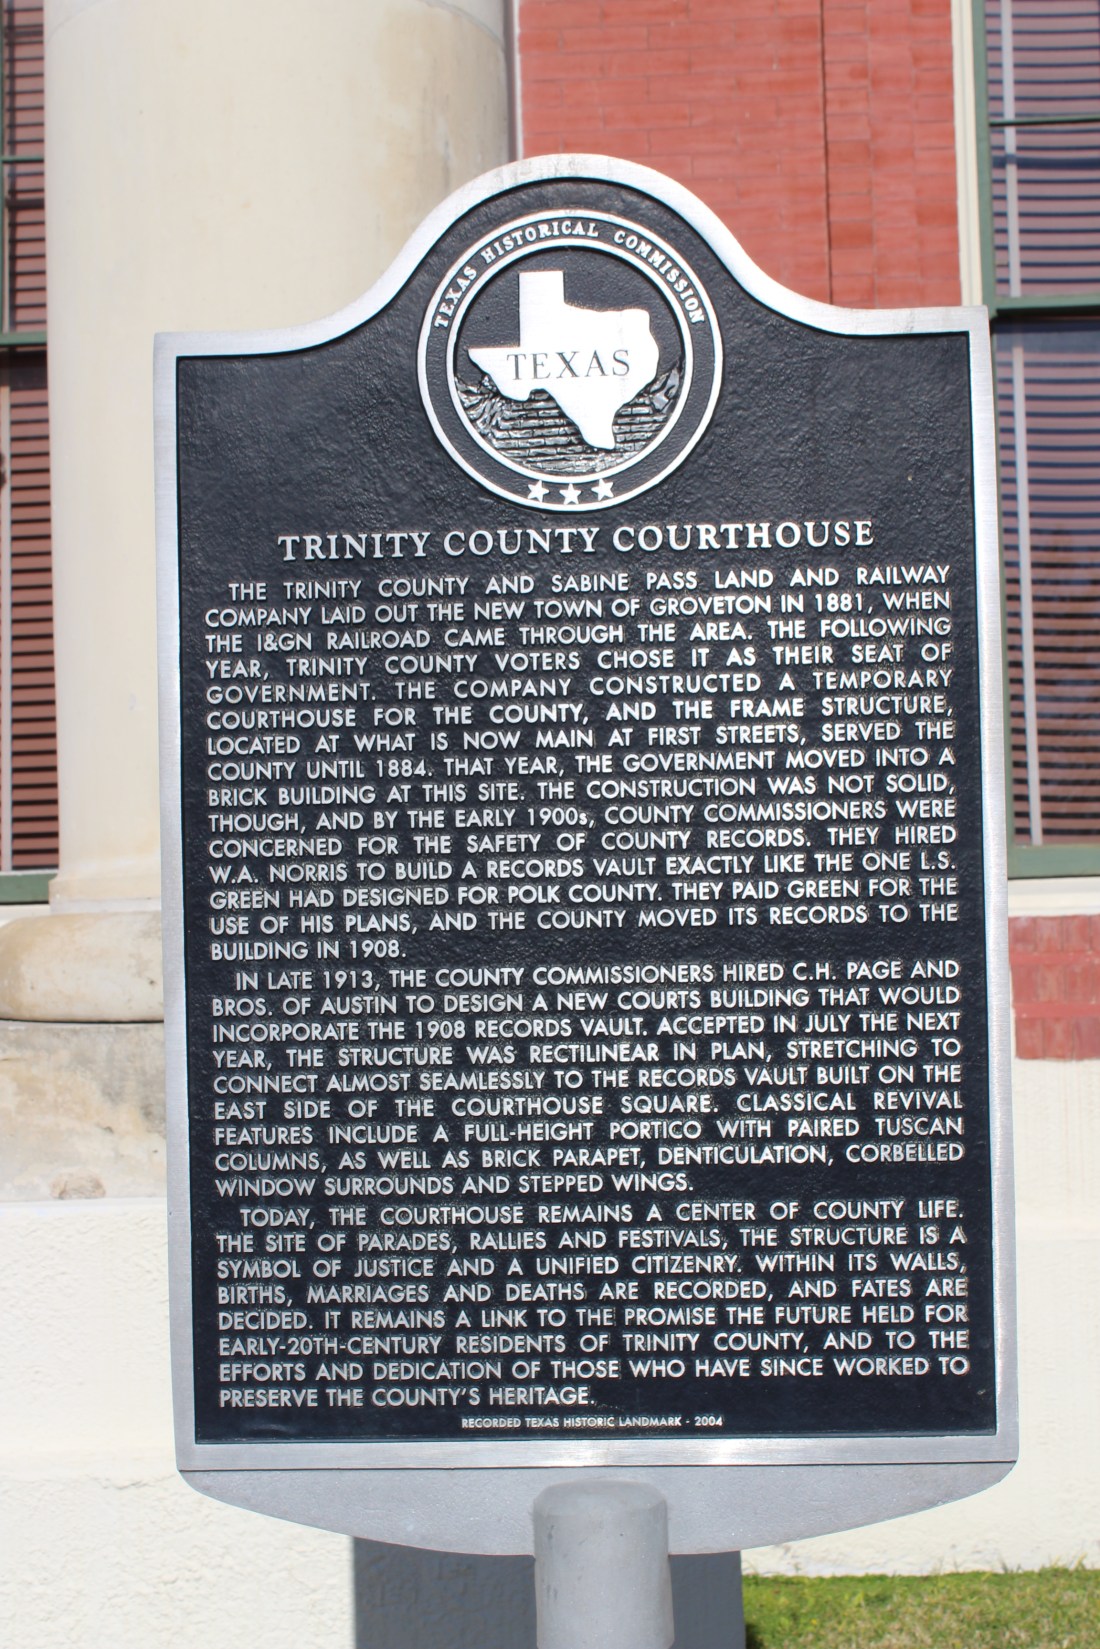 TEXAS HISTORICAL COMMISSION
TEXAS
TRINITY COUNTY COURTHOUSE
THE TRINITY COUNTY AND SABINE PASS LAND AND RAILWAY
COMPANY LAID OUT THE NEW TOWN OF GROVETON IN 1881, WHEN
THE I&GN RAILROAD CAME THROUGH THE AREA. THE FOLLOWING
YEAR, TRINITY COUNTY VOTERS CHOSE IT AS THEIR SEAT OF
GOVERNMENT. THE COMPANY CONSTRUCTED A TEMPORARY
COURTHOUSE FOR THE COUNTY, AND THE FRAME STRUCTURE,
LOCATED AT WHAT IS NOW MAIN AT FIRST STREETS, SERVED THE
COUNTY UNTIL 1884. THAT YEAR, THE GOVERNMENT MOVED INTO A
BRICK BUILDING AT THIS SITE. THE CONSTRUCTION WAS NOT SOLID,
THOUGH, AND BY THE EARLY 1900s, COUNTY COMMISSIONERS WERE
CONCERNED FOR THE SAFETY OF COUNTY RECORDS. THEY HIRED
W.A. NORRIS TO BUILD A RECORDS VAULT EXACTLY LIKE THE ONE L.S.
GREEN HAD DESIGNED FOR POLK COUNTY. THEY PAID GREEN FOR THE
USE OF HIS PLANS, AND THE COUNTY MOVED ITS RECORDS TO THE
BUILDING IN 1908.
IN LATE 1913, THE COUNTY COMMISSIONERS HIRED C.H. PAGE AND
BROS. OF AUSTIN TO DESIGN A NEW COURTS BUILDING THAT WOULD
INCORPORATE THE 1908 RECORDS VAULT. ACCEPTED IN JULY THE NEXT
YEAR, THE STRUCTURE WAS RECTILINEAR IN PLAN, STRETCHING TO
CONNECT ALMOST SEAMLESSLY TO THE RECORDS VAULT BUILT ON THE
EAST SIDE OF THE COURTHOUSE SQUARE. CLASSICAL REVIVAL
FEATURES INCLUDE A FULL-HEIGHT PORTICO WITH PAIRED TUSCAN
COLUMNS, AS WELL AS BRICK PARAPET, DENTICULATION, CORBELLED
WINDOW SURROUNDS AND STEPPED WINGS.
TODAY, THE COURTHOUSE REMAINS A CENTER OF COUNTY LIFE.
THE SITE OF PARADES, RALLIES AND FESTIVALS, THE STRUCTURE IS A
SYMBOL OF JUSTICE AND A UNIFIED CITIZENRY. WITHIN ITS WALLS,
BIRTHS, MARRIAGES AND DEATHS ARE RECORDED, AND FATES ARE
DECIDED. IT REMAINS A LINK TO THE PROMISE THE FUTURE HELD FOR
EARLY-20TH-CENTURY RESIDENTS OF TRINITY COUNTY, AND TO THE
EFFORTS AND DEDICATION OF THOSE WHO HAVE SINCE WORKED TO
PRESERVE THE COUNTY'S HERITAGE.
RECORDED TEXAS HISTORIC LANDMARK - 2004